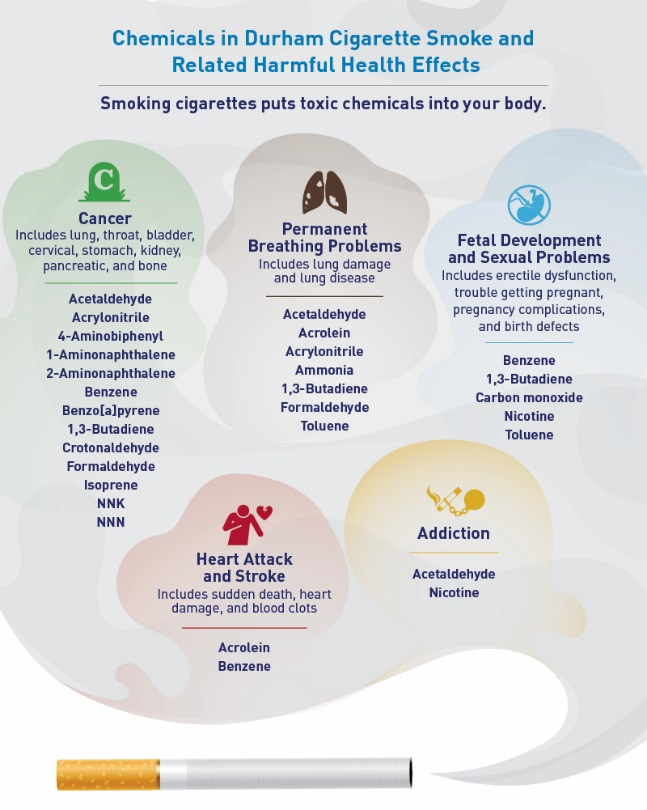 Chemicals in Durham Cigarette Smoke and
Related Harmful Health Effects
Smoking cigarettes puts toxic chemicals into your body.
C
Cancer
Includes lung, throat, bladder,
cervical, stomach, kidney,
pancreatic, and bone
Acetaldehyde
Acrylonitrile
4-Aminobiphenyl
1-Aminonaphthalene
2-Aminonaphthalene
Benzene
Benzo[a]pyrene
1,3-Butadiene
Crotonaldehyde
Formaldehyde
Isoprene
NNK
NNN
Permanent
Breathing Problems
Includes lung damage
and lung disease
Acetaldehyde
Acrolein
Acrylonitrile
Ammonia
1,3-Butadiene
Formaldehyde
Toluene
Fetal Development
and Sexual Problems
Includes erectile dysfunction,
trouble getting pregnant,
pregnancy complications,
and birth defects
Benzene
1,3-Butadiene
Carbon monoxide
Nicotine
Toluene
Heart Attack
and Stroke
Includes sudden death, heart
damage, and blood clots
Acrolein
Benzene
Addiction
Acetaldehyde
Nicotine